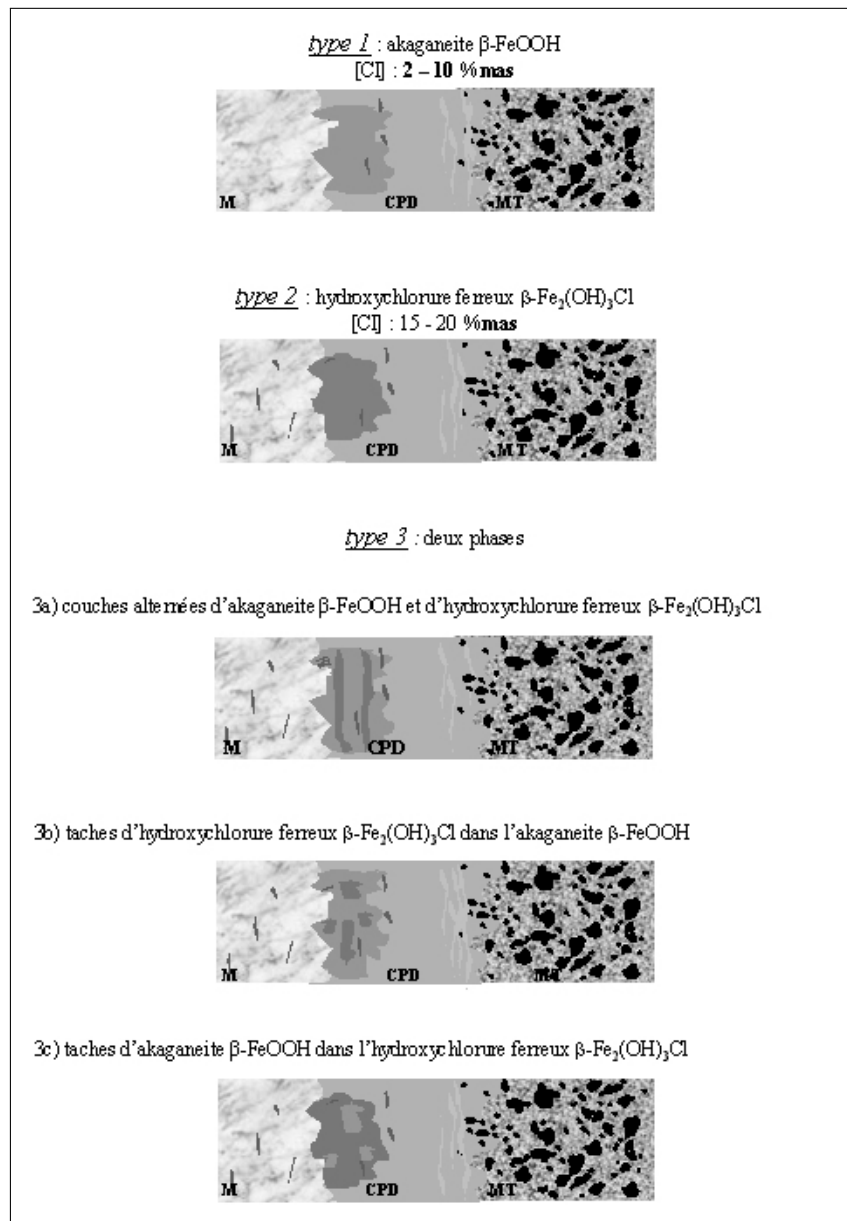 type 1 : akaganeite β-FeOOH
[Cl] : 2 – 10 %mas
M CPD MT
type 2 : hydroxychlorure ferreux β-Fe₂(OH)₃Cl
[Cl] : 15 - 20 %mas
M CPD MT
type 3 : deux phases
3a) couches alternées d'akaganeite β-FeOOH et d'hydroxychlorure ferreux β-Fe₂(OH)₃Cl
M CPD MT
3b) taches d'hydroxychlorure ferreux β-Fe₂(OH)₃Cl dans l'akaganeite β-FeOOH
M CPD MT
3c) taches d'akaganeite β-FeOOH dans l'hydroxychlorure ferreux β-Fe₂(OH)₃Cl
M CPD MT